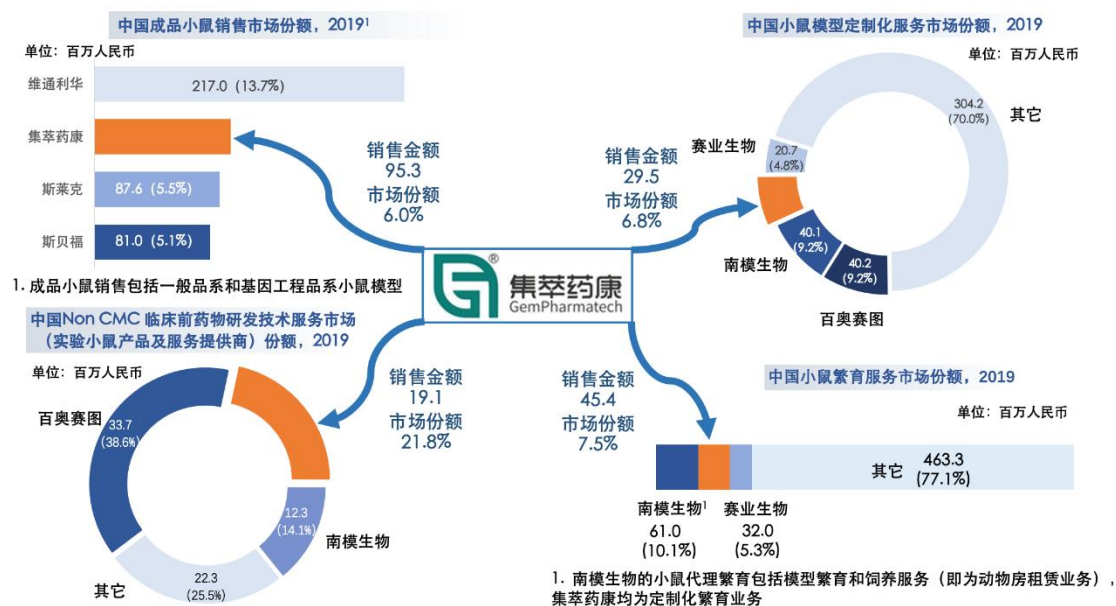 中国成品小鼠销售市场份额，2019¹
单位：百万人民币
维通利华
217.0 (13.7%)
集萃药康
斯莱克
87.6 (5.5%)
斯贝福
81.0 (5.1%)
1. 成品小鼠销售包括一般品系和基因工程品系小鼠模型
销售金额
95.3
市场份额
6.0%
中国小鼠模型定制化服务市场份额，2019
单位：百万人民币
304.2
(70.0%)
其它
赛业生物
20.7
(4.8%)
40.1
(9.2%)
南模生物
40.2
(9.2%)
百奥赛图
销售金额
29.5
市场份额
6.8%
®
集萃药康
GemPharmatech
中国Non CMC 临床前药物研发技术服务市场
（实验小鼠产品及服务提供商）份额，2019
单位：百万人民币
百奥赛图
33.7
(38.6%)
12.3
(14.1%)
南模生物
其它
22.3
(25.5%)
销售金额
19.1
市场份额
21.8%
销售金额
45.4
市场份额
7.5%
中国小鼠繁育服务市场份额，2019
单位：百万人民币
其它
463.3
(77.1%)
南模生物¹
61.0
(10.1%)
赛业生物
32.0
(5.3%)
1. 南模生物的小鼠代理繁育包括模型繁育和饲养服务（即为动物房租赁业务），
集萃药康均为定制化繁育业务